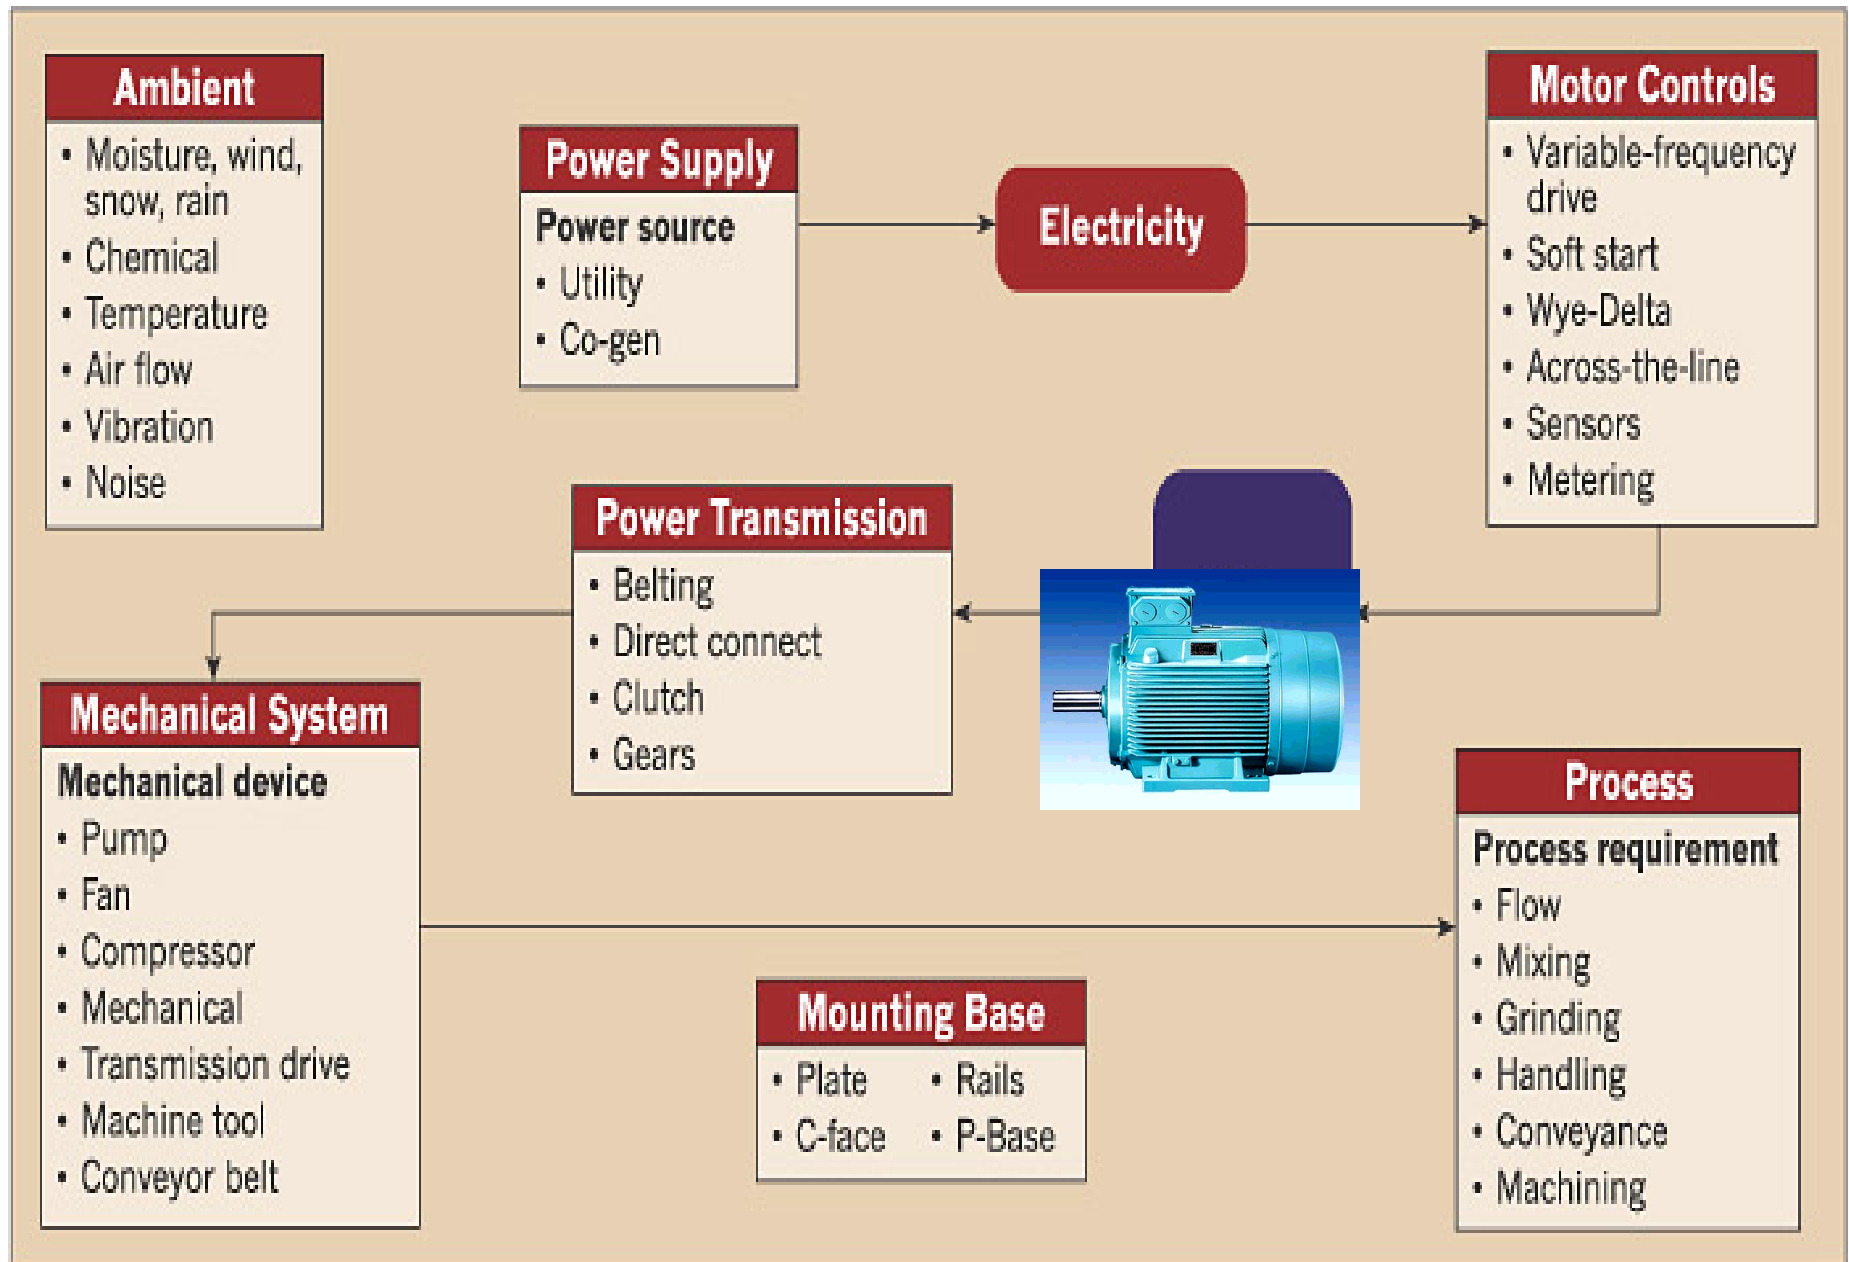 Ambient
• Moisture, wind,
snow, rain
• Chemical
• Temperature
• Air flow
• Vibration
• Noise
Power Supply
Power source
• Utility
• Co-gen
Electricity
Motor Controls
• Variable-frequency
drive
• Soft start
• Wye-Delta
• Across-the-line
• Sensors
• Metering
Power Transmission
• Belting
• Direct connect
• Clutch
• Gears
Mechanical System
Mechanical device
• Pump
• Fan
• Compressor
• Mechanical
• Transmission drive
• Machine tool
• Conveyor belt
Mounting Base
• Plate • Rails
• C-face • P-Base
Process
Process requirement
• Flow
• Mixing
• Grinding
• Handling
• Conveyance
• Machining